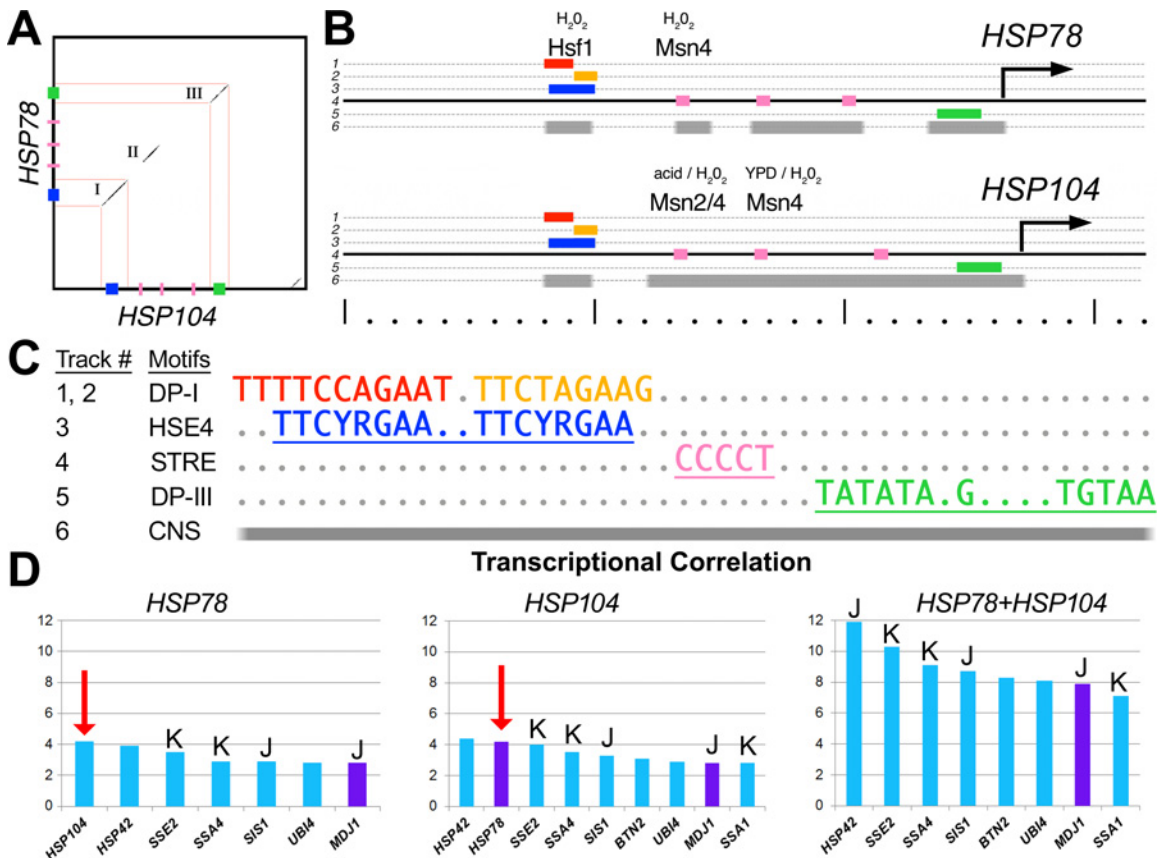 A
HSP78
III
II
I
HSP104
B
H2O2 H2O2
Hsf1 Msn4 HSP78
1
2
3
4
5
6
acid / H2O2 YPD / H2O2
Msn2/4 Msn4 HSP104
1
2
3
4
5
6
C
Track # Motifs
1, 2 DP-I TTTTCCAGAAT.TTCTAGAAG
3 HSE4 TTCYRGAA..TTCYRGAA
4 STRE CCCCT
5 DP-III TATATA.G....TGTAA
6 CNS
D
Transcriptional Correlation
HSP78
12
10
8
6
4
2
0
K K J J
HSP104 HSP42 SSE2 SSA4 SIS1 UBI4 MDJ1
HSP104
12
10
8
6
4
2
0
K K J J K
HSP42 HSP78 SSE2 SSA4 SIS1 BTN2 UBI4 MDJ1 SSA1
HSP78+HSP104
12
10
8
6
4
2
0
J K K J J K
HSP42 SSE2 SSA4 SIS1 BTN2 UBI4 MDJ1 SSA1